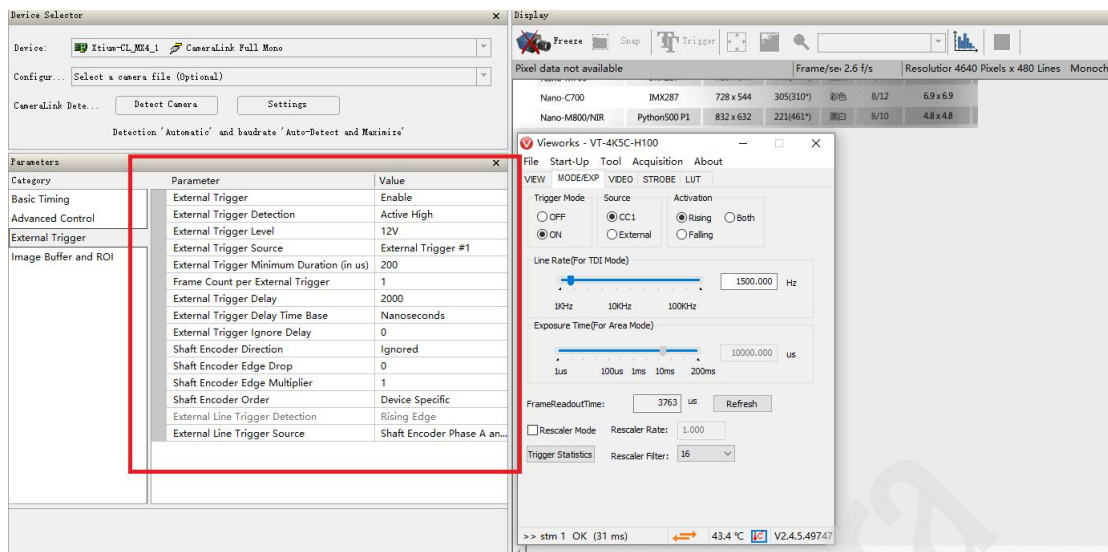 Device Selector x
Device: Xtium-CL_MX4_1 CameraLink Full Mono
Configur... Select a camera file (Optional)
CameraLink Dete... Detect Camera Settings
Detection 'Automatic' and baudrate 'Auto-Detect and Maximize'
Parameters x
Category Parameter Value
Basic Timing
Advanced Control
External Trigger
Image Buffer and ROI
External Trigger Enable
External Trigger Detection Active High
External Trigger Level 12V
External Trigger Source External Trigger #1
External Trigger Minimum Duration (in us) 200
Frame Count per External Trigger 1
External Trigger Delay 2000
External Trigger Delay Time Base Nanoseconds
External Trigger Ignore Delay 0
Shaft Encoder Direction Ignored
Shaft Encoder Edge Drop 0
Shaft Encoder Edge Multiplier 1
Shaft Encoder Order Device Specific
External Line Trigger Detection Rising Edge
External Line Trigger Source Shaft Encoder Phase A an...
Display
Freeze Snap Trigger
Pixel data not available Frame/se 2.6 f/s Resolutior 4640 Pixels x 480 Lines Monoch
Nano-C700 IMX287 728 x 544 305(310*) 彩色 8/12 6.9 x 6.9
Nano-M800/NIR Python500 P1 832 x 632 221(461*) 黑白 8/10 4.8 x 4.8
Vieworks - VT-4K5C-H100
File Start-Up Tool Acquisition About
VIEW MODE/EXP VIDEO STROBE LUT
Trigger Mode Source Activation
OFF CC1 Rising Both
ON External Falling
Line Rate(For TDI Mode)
1500.000 Hz
1KHz 10KHz 100KHz
Exposure Time(For Area Mode)
10000.000 us
1us 100us 1ms 10ms 200ms
FrameReadoutTime: 3763 us Refresh
Rescaler Mode Rescaler Rate: 1.000
Trigger Statistics Rescaler Filter: 16
>> stm 1 OK (31 ms) 43.4 ℃ V2.4.5.49747